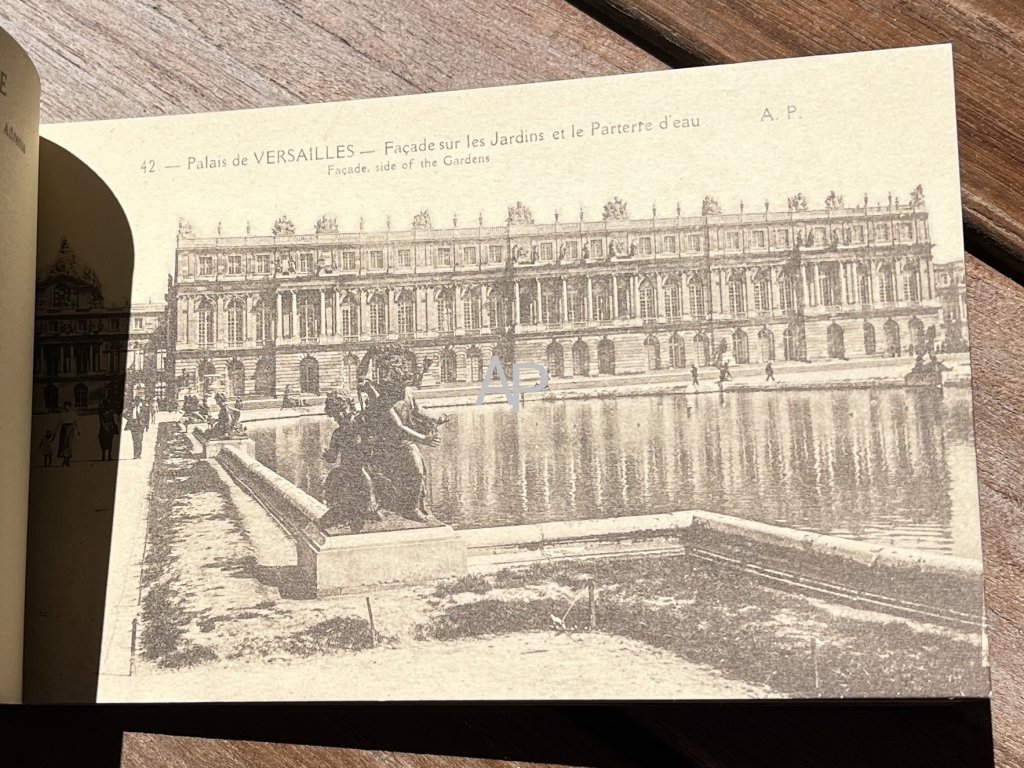 42 — Palais de VERSAILLES — Façade sur les Jardins et le Parterre d'eau
A. P.
Façade, side of the Gardens
AP